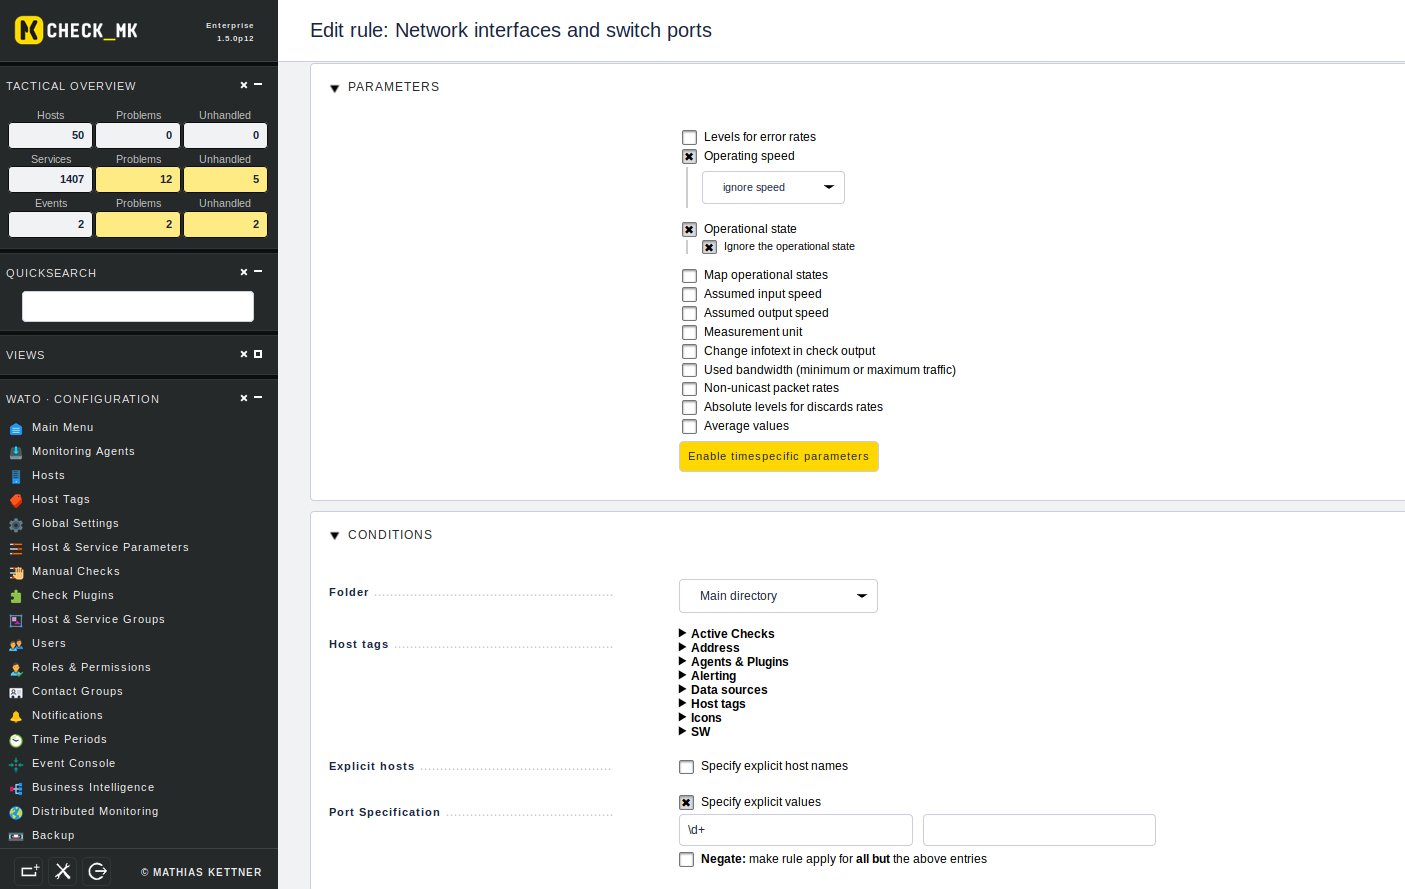 CHECK_MK
Enterprise
1.5.0p12
TACTICAL OVERVIEW
Hosts Problems Unhandled
50 0 0
Services Problems Unhandled
1407 12 5
Events Problems Unhandled
2 2 2
QUICKSEARCH
VIEWS
WATO · CONFIGURATION
Main Menu
Monitoring Agents
Hosts
Host Tags
Global Settings
Host & Service Parameters
Manual Checks
Check Plugins
Host & Service Groups
Users
Roles & Permissions
Contact Groups
Notifications
Time Periods
Event Console
Business Intelligence
Distributed Monitoring
Backup
© MATHIAS KETTNER
Edit rule: Network interfaces and switch ports
PARAMETERS
Levels for error rates
Operating speed
ignore speed
Operational state
Ignore the operational state
Map operational states
Assumed input speed
Assumed output speed
Measurement unit
Change infotext in check output
Used bandwidth (minimum or maximum traffic)
Non-unicast packet rates
Absolute levels for discards rates
Average values
Enable timespecific parameters
CONDITIONS
Folder
Main directory
Host tags
Active Checks
Address
Agents & Plugins
Alerting
Data sources
Host tags
Icons
SW
Explicit hosts
Specify explicit host names
Port Specification
Specify explicit values
\d+
Negate: make rule apply for all but the above entries